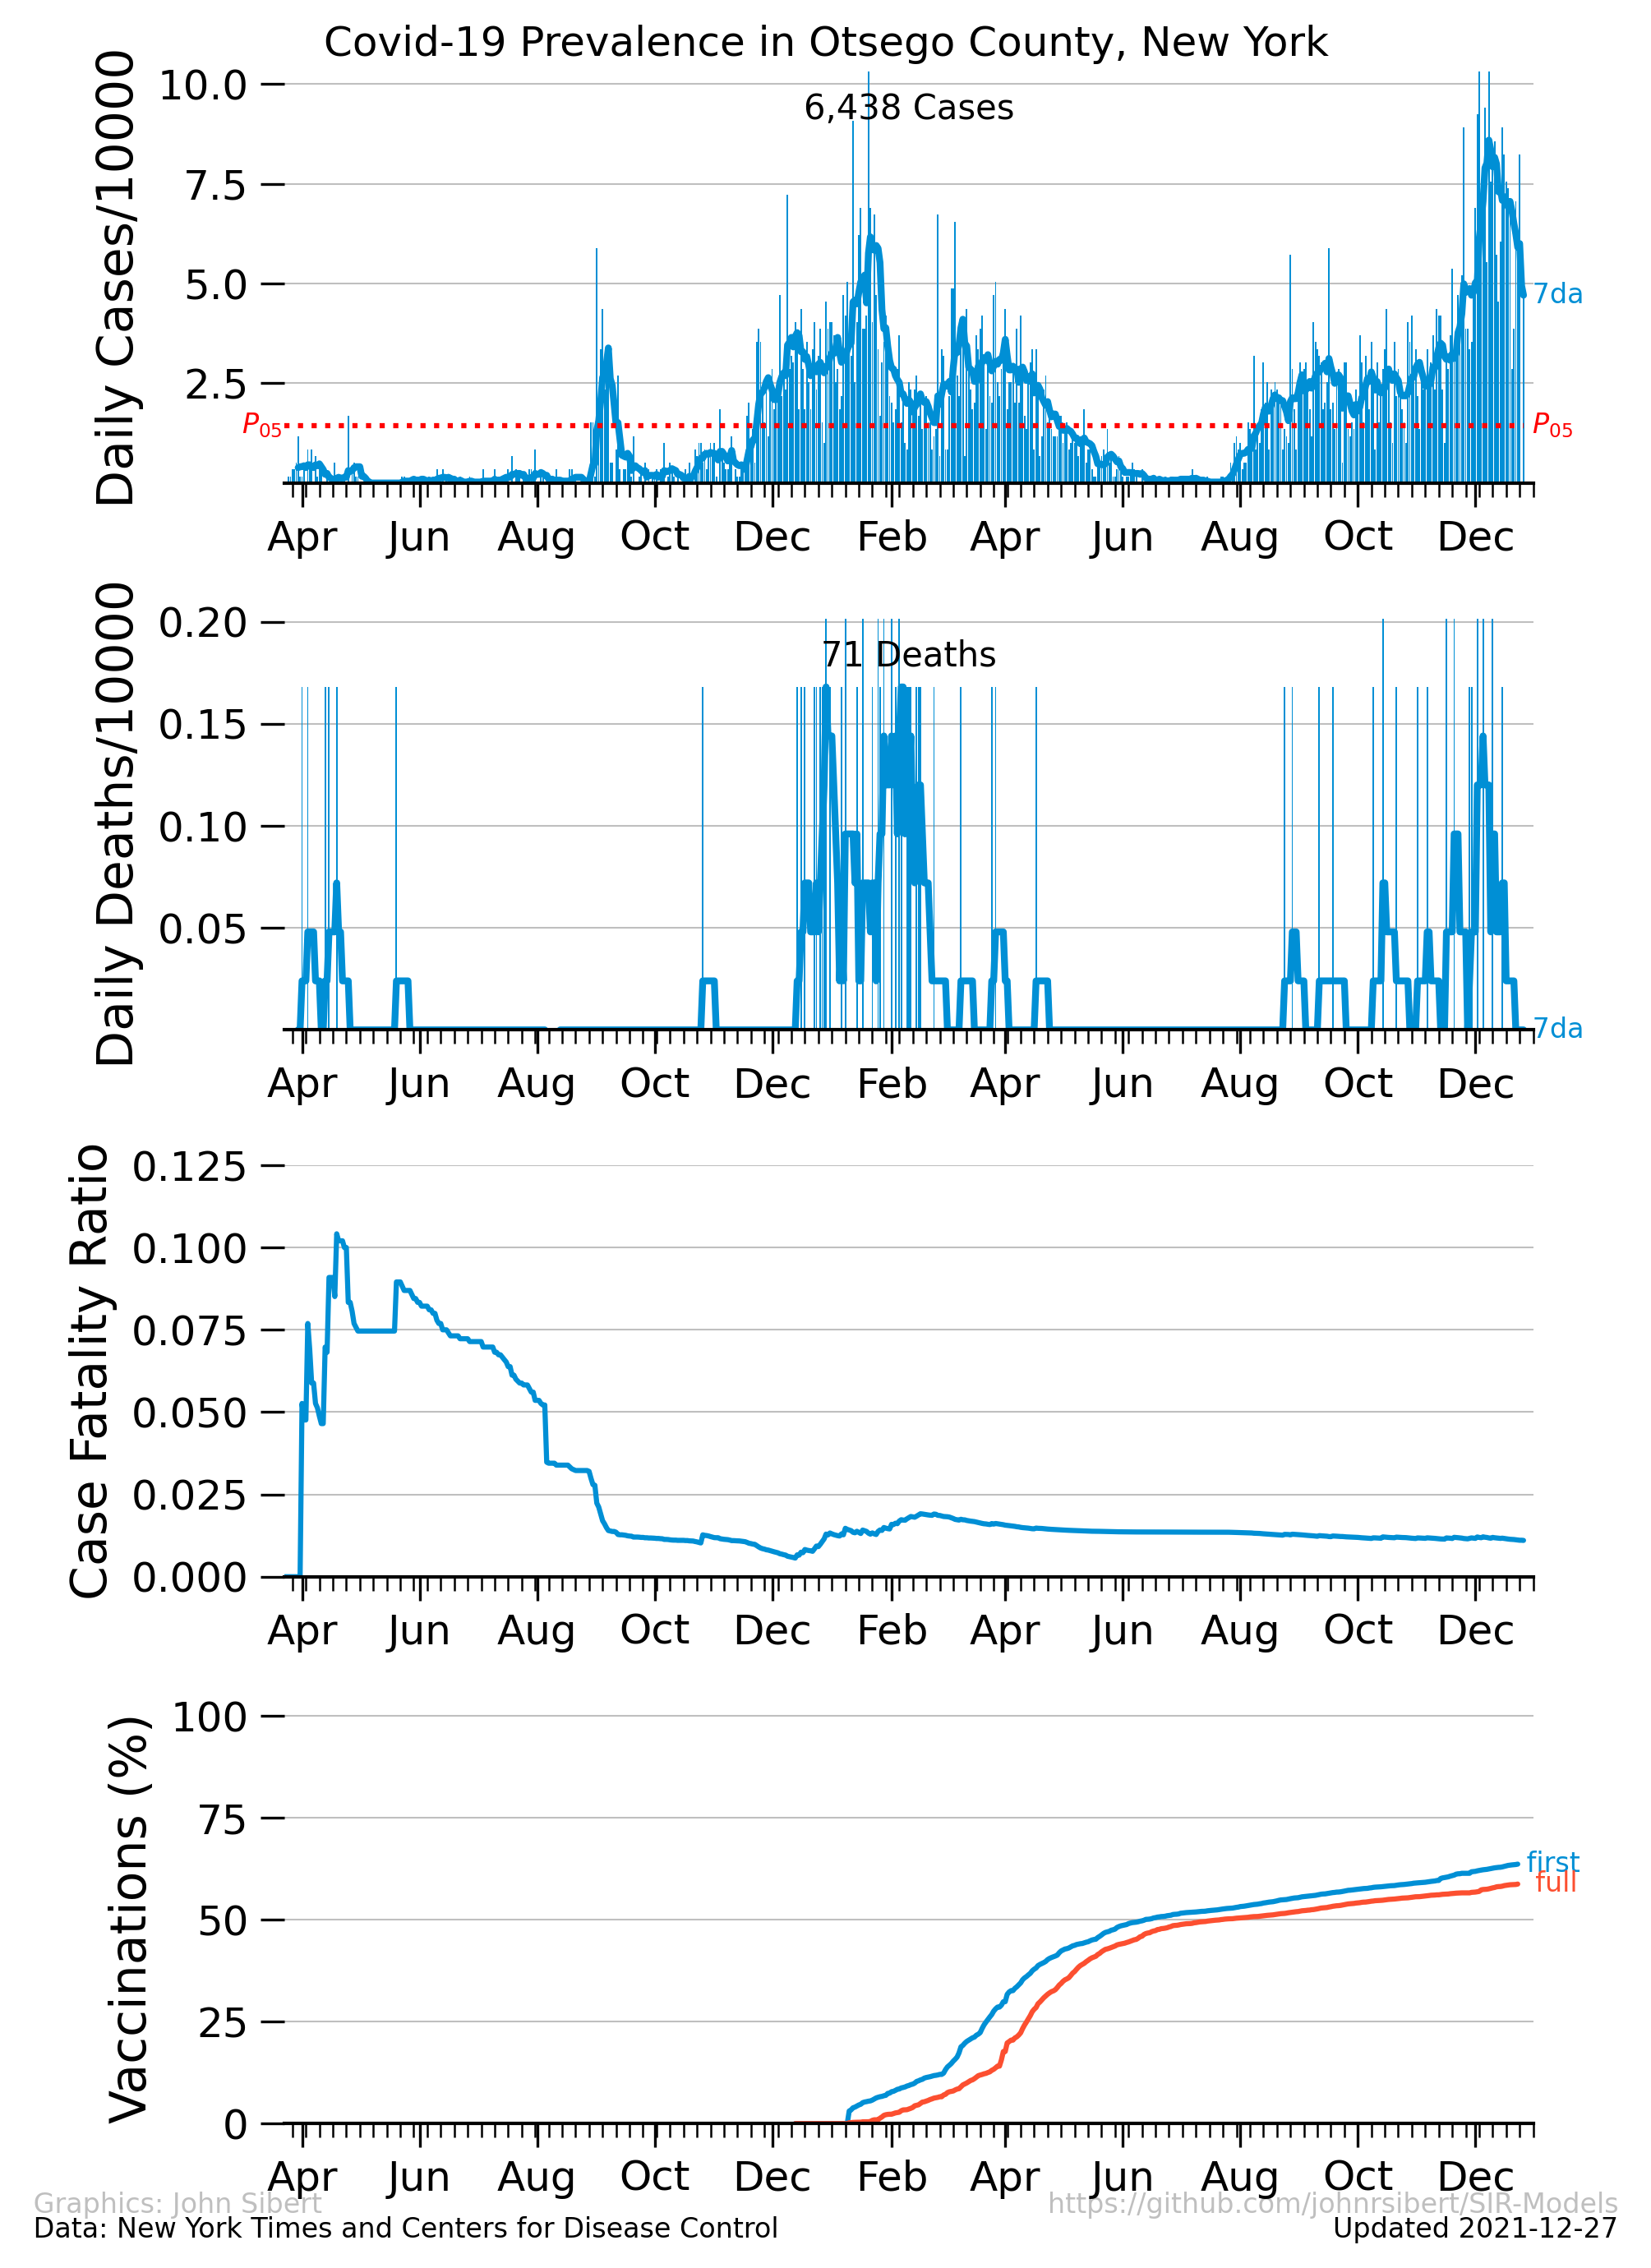 Covid-19 Prevalence in Otsego County, New York
Daily Cases/10000
10.0
7.5
5.0
2.5
6,438 Cases
7da
P05
P05
Apr Jun Aug Oct Dec Feb Apr Jun Aug Oct Dec
Daily Deaths/10000
0.20
0.15
0.10
0.05
71 Deaths
7da
Apr Jun Aug Oct Dec Feb Apr Jun Aug Oct Dec
Case Fatality Ratio
0.125
0.100
0.075
0.050
0.025
0.000
Apr Jun Aug Oct Dec Feb Apr Jun Aug Oct Dec
Vaccinations (%)
100
75
50
25
0
first
full
Apr Jun Aug Oct Dec Feb Apr Jun Aug Oct Dec
Graphics: John Sibert
https://github.com/johnrsibert/SIR-Models
Data: New York Times and Centers for Disease Control
Updated 2021-12-27